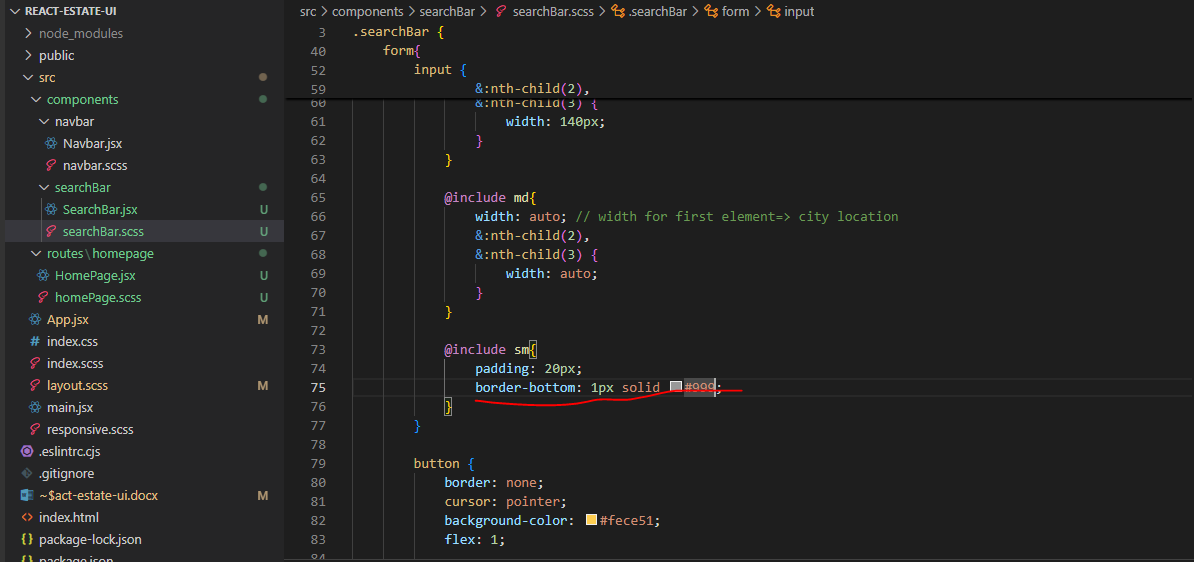 REACT-ESTATE-UI
node_modules
public
src
components
navbar
Navbar.jsx
navbar.scss
searchBar
SearchBar.jsx U
searchBar.scss U
routes\homepage
HomePage.jsx U
homePage.scss U
App.jsx M
index.css
index.scss
layout.scss M
main.jsx
responsive.scss
.eslintrc.cjs
.gitignore
~$act-estate-ui.docx M
index.html
package-lock.json
package.json
src > components > searchBar > searchBar.scss > .searchBar > form > input
3 .searchBar {
40 form{
52 input {
59 &:nth-child(2),
60 &:nth-child(3) {
61 width: 140px;
62 }
63 }
64
65 @include md{
66 width: auto; // width for first element=> city location
67 &:nth-child(2),
68 &:nth-child(3) {
69 width: auto;
70 }
71 }
72
73 @include sm{
74 padding: 20px;
75 border-bottom: 1px solid #999;
76 }
77 }
78
79 button {
80 border: none;
81 cursor: pointer;
82 background-color: #fece51;
83 flex: 1;
84